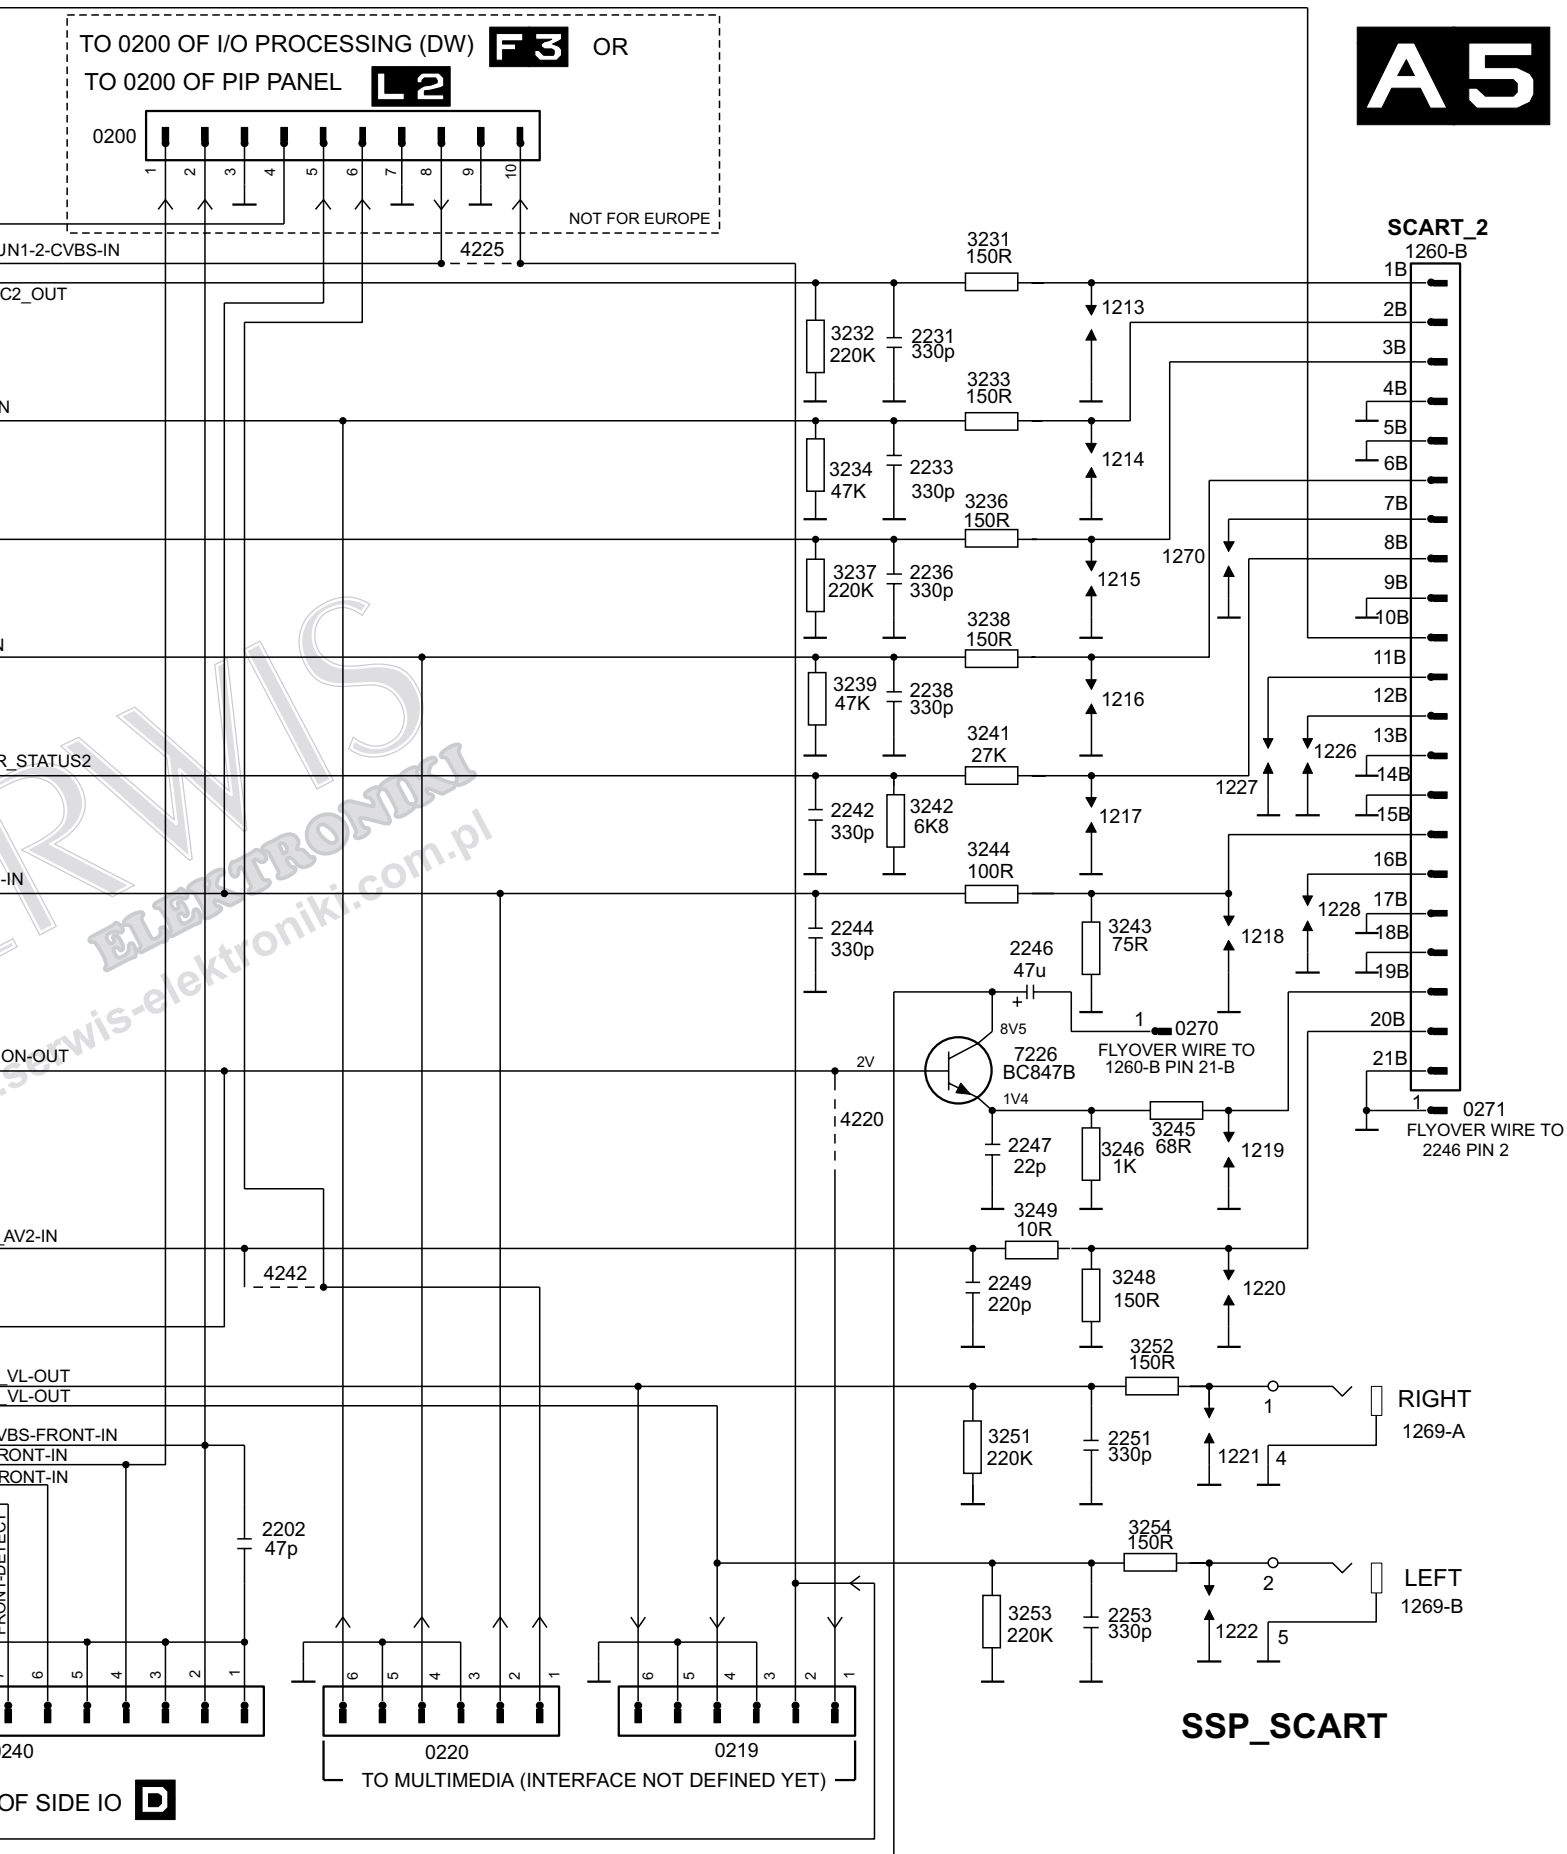 TO 0200 OF I/O PROCESSING (DW) F 3 OR
TO 0200 OF PIP PANEL L 2
A 5
0200
1 2 3 4 5 6 7 8 9 10
NOT FOR EUROPE
UN1-2-CVBS-IN
4225
C2_OUT
SCART_2
1260-B
1B
2B
3B
4B
5B
6B
7B
8B
9B
10B
11B
12B
13B
14B
15B
16B
17B
18B
19B
20B
21B
3231
150R
1213
3232
220K
2231
330p
3233
150R
N
1214
3234
47K
2233
330p
3236
150R
1270
1215
3237
220K
2236
330p
3238
150R
1216
3239
47K
2238
330p
3241
27K
R_STATUS2
1226
1227
1217
2242
330p
3242
6K8
3244
100R
-IN
1228
1218
2244
330p
3243
75R
2246
47u
+
1 0270
FLYOVER WIRE TO
1260-B PIN 21-B
8V5
7226
BC847B
2V
1V4
ON-OUT
4220
1 0271
FLYOVER WIRE TO
2246 PIN 2
2247
22p
3246
1K
3245
68R
1219
3249
10R
_AV2-IN
4242
2249
220p
3248
150R
1220
3252
150R
_VL-OUT
_VL-OUT
1
RIGHT
1269-A
VBS-FRONT-IN
RONT-IN
RONT-IN
3251
220K
2251
330p
1221
4
FRONT-DETECT
2202
47p
3254
150R
2
LEFT
1269-B
3253
220K
2253
330p
1222
5
6 5 4 3 2 1
6 5 4 3 2 1
6 5 4 3 2 1
0240
0220
0219
TO MULTIMEDIA (INTERFACE NOT DEFINED YET)
OF SIDE IO D
SSP_SCART
ERWIS
ELEKTRONIKI
.serwis-elektroniki.com.pl